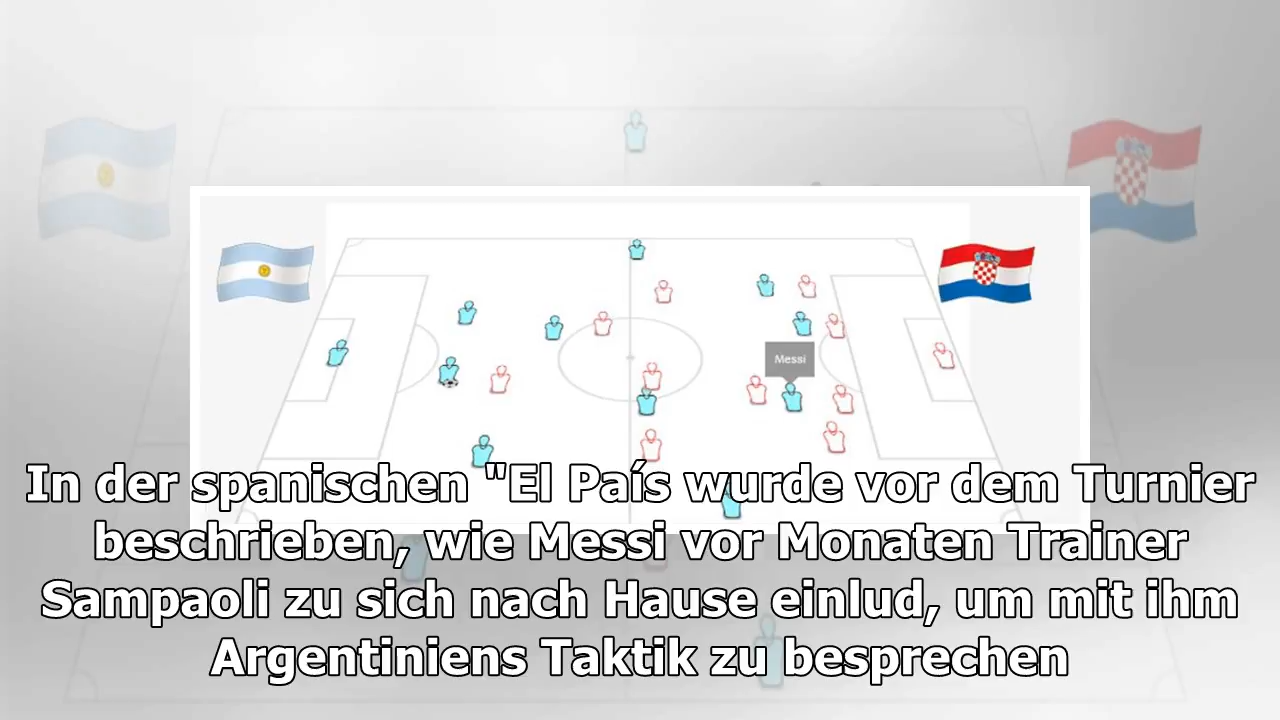 Messi
In der spanischen "El País wurde vor dem Turnier
beschrieben, wie Messi vor Monaten Trainer
Sampaoli zu sich nach Hause einlud, um mit ihm
Argentiniens Taktik zu besprechen